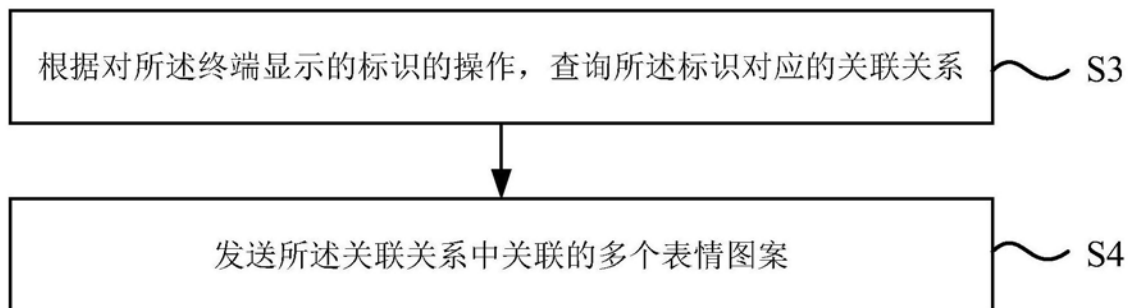 根据对所述终端显示的标识的操作，查询所述标识对应的关联关系
S3
发送所述关联关系中关联的多个表情图案
S4